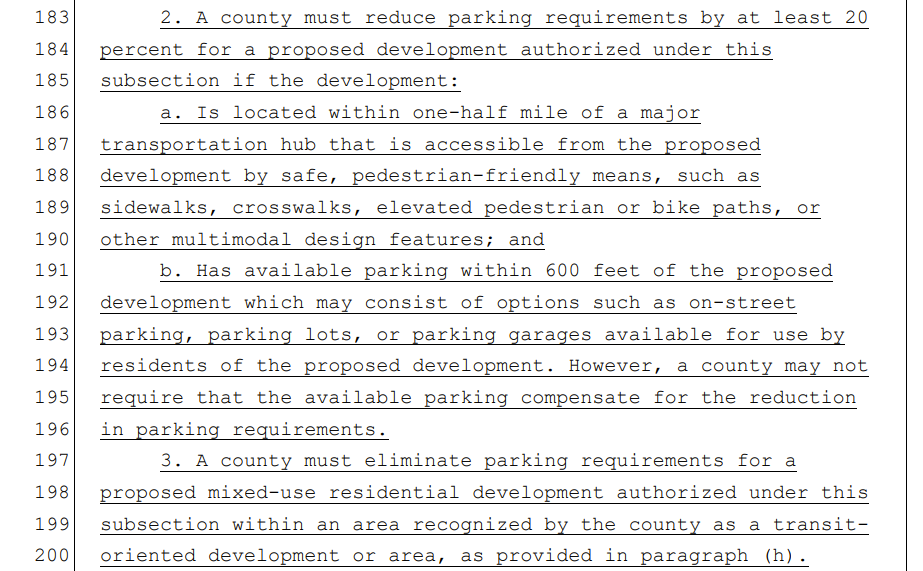 183 2. A county must reduce parking requirements by at least 20
184 percent for a proposed development authorized under this
185 subsection if the development:
186 a. Is located within one-half mile of a major
187 transportation hub that is accessible from the proposed
188 development by safe, pedestrian-friendly means, such as
189 sidewalks, crosswalks, elevated pedestrian or bike paths, or
190 other multimodal design features; and
191 b. Has available parking within 600 feet of the proposed
192 development which may consist of options such as on-street
193 parking, parking lots, or parking garages available for use by
194 residents of the proposed development. However, a county may not
195 require that the available parking compensate for the reduction
196 in parking requirements.
197 3. A county must eliminate parking requirements for a
198 proposed mixed-use residential development authorized under this
199 subsection within an area recognized by the county as a transit-
200 oriented development or area, as provided in paragraph (h).